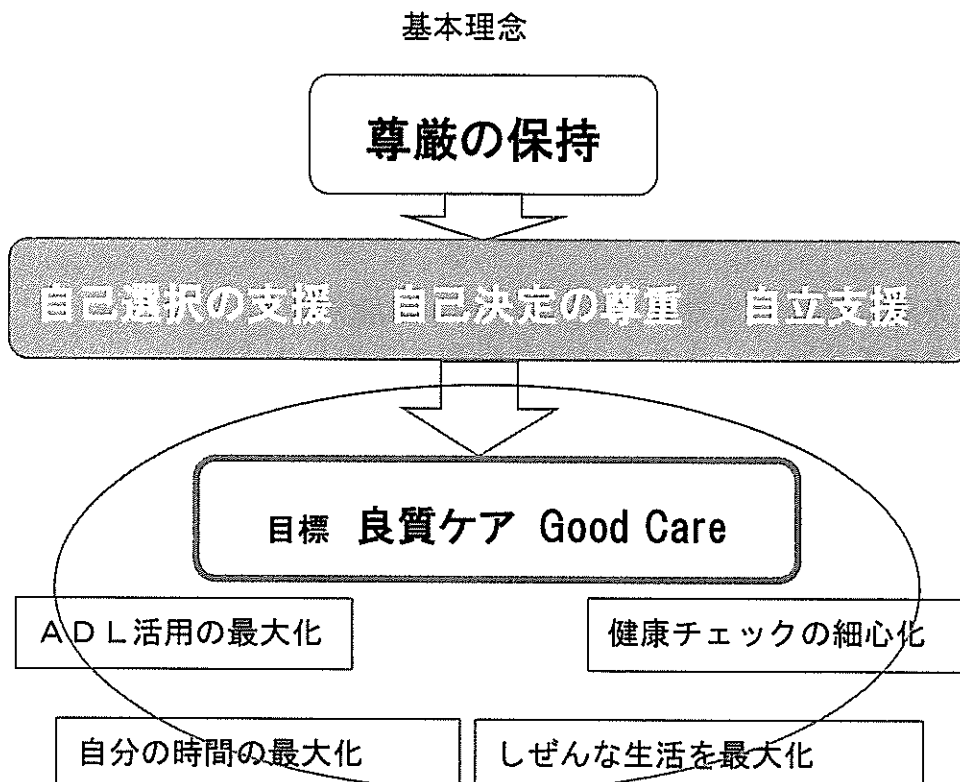 基本理念
尊厳の保持
自己選択の支援　自己決定の尊重　自立支援
目標 良質ケア Good Care
ＡＤＬ活用の最大化
健康チェックの細心化
自分の時間の最大化
しぜんな生活を最大化